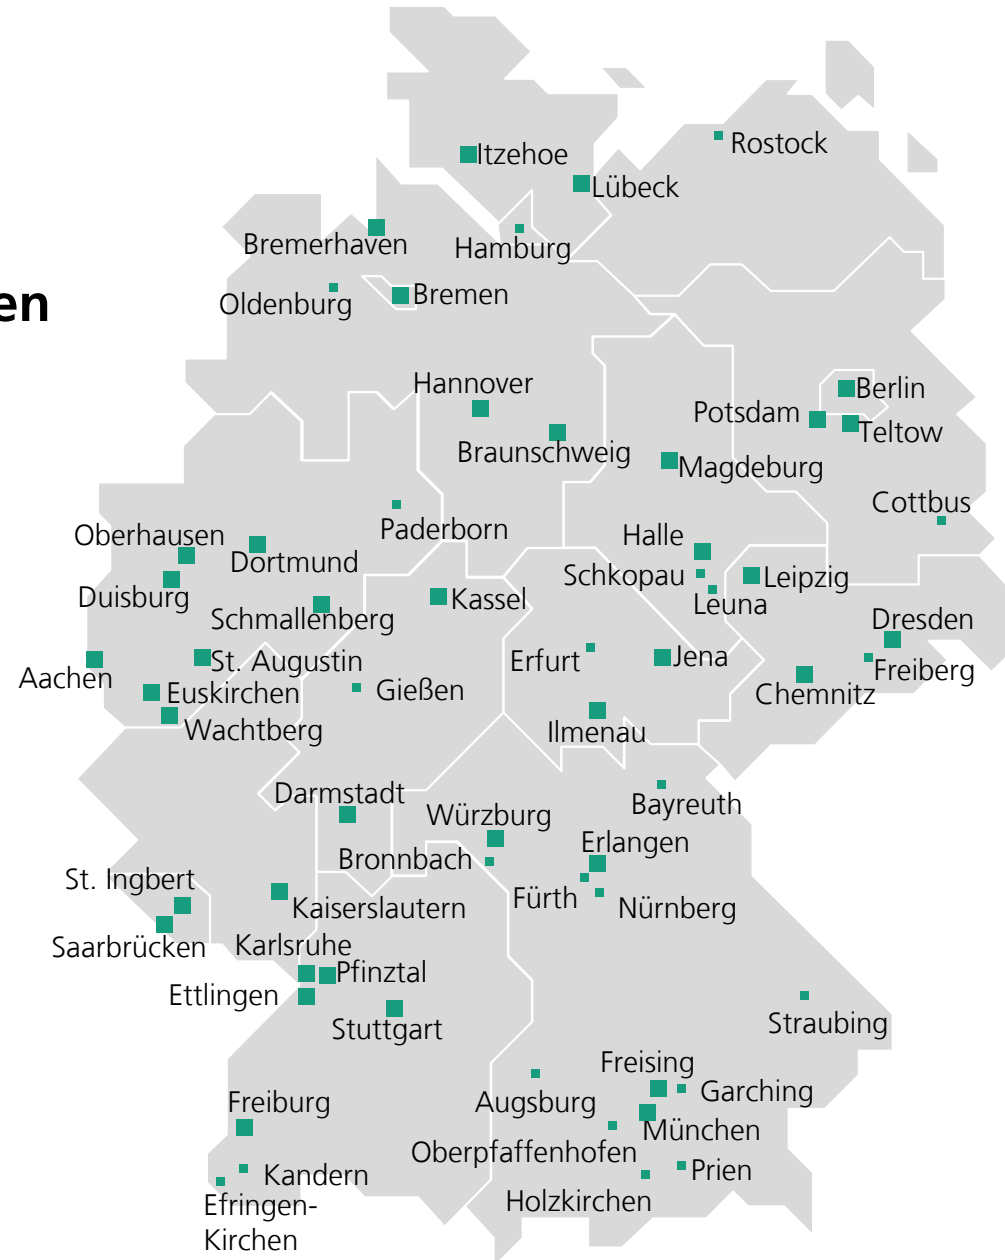 Rostock
Itzehoe
Lübeck
Bremerhaven
Hamburg
Oldenburg
Bremen
en
Hannover
Berlin
Potsdam
Teltow
Braunschweig
Magdeburg
Cottbus
Paderborn
Oberhausen
Halle
Dortmund
Schkopau
Leipzig
Duisburg
Kassel
Leuna
Schmallenberg
Dresden
St. Augustin
Erfurt
Jena
Aachen
Freiberg
Euskirchen
Gießen
Chemnitz
Wachtberg
Ilmenau
Darmstadt
Bayreuth
Würzburg
Erlangen
Bronnbach
St. Ingbert
Fürth
Kaiserslautern
Nürnberg
Saarbrücken
Karlsruhe
Pfinztal
Ettlingen
Stuttgart
Straubing
Freising
Garching
Freiburg
Augsburg
München
Oberpfaffenhofen
Kandern
Prien
Holzkirchen
Efringen-
Kirchen